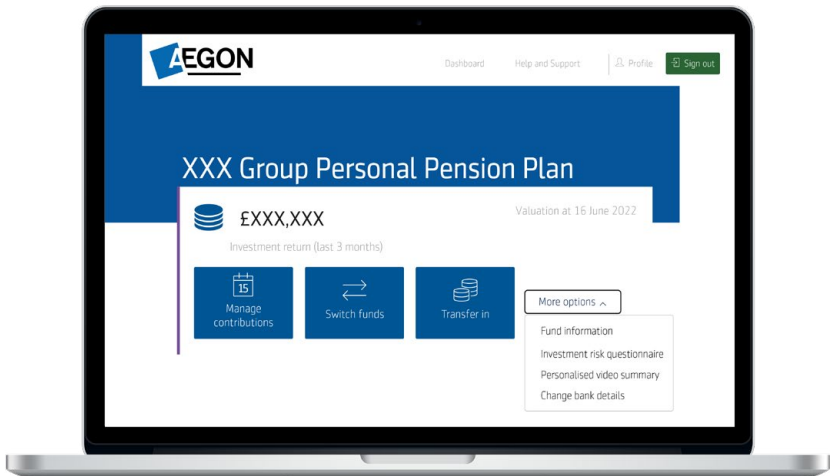 AEGON
Dashboard
Help and Support
Profile
Sign out
XXX Group Personal Pension Plan
£XXX,XXX
Valuation at 16 June 2022
Investment return (last 3 months)
15
Manage
contributions
Switch funds
Transfer in
More options
Fund information
Investment risk questionnaire
Personalised video summary
Change bank details